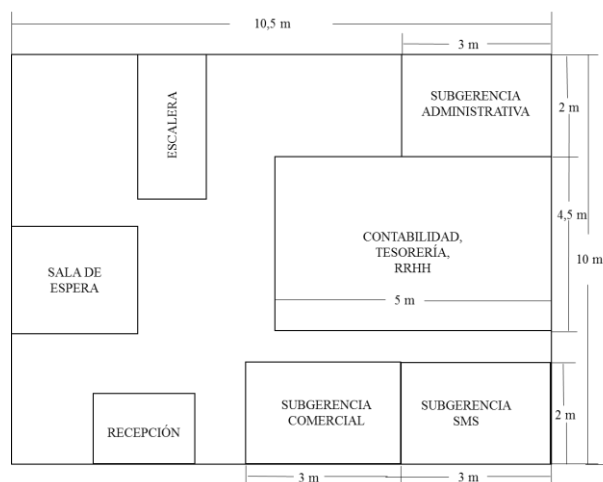 10,5 m
3 m
ESCALERA
SUBGERENCIA
ADMINISTRATIVA
2 m
4,5 m
CONTABILIDAD,
TESORERÍA,
RRHH
SALA DE
ESPERA
10 m
5 m
RECEPCIÓN
SUBGERENCIA
COMERCIAL
SUBGERENCIA
SMS
2 m
3 m
3 m